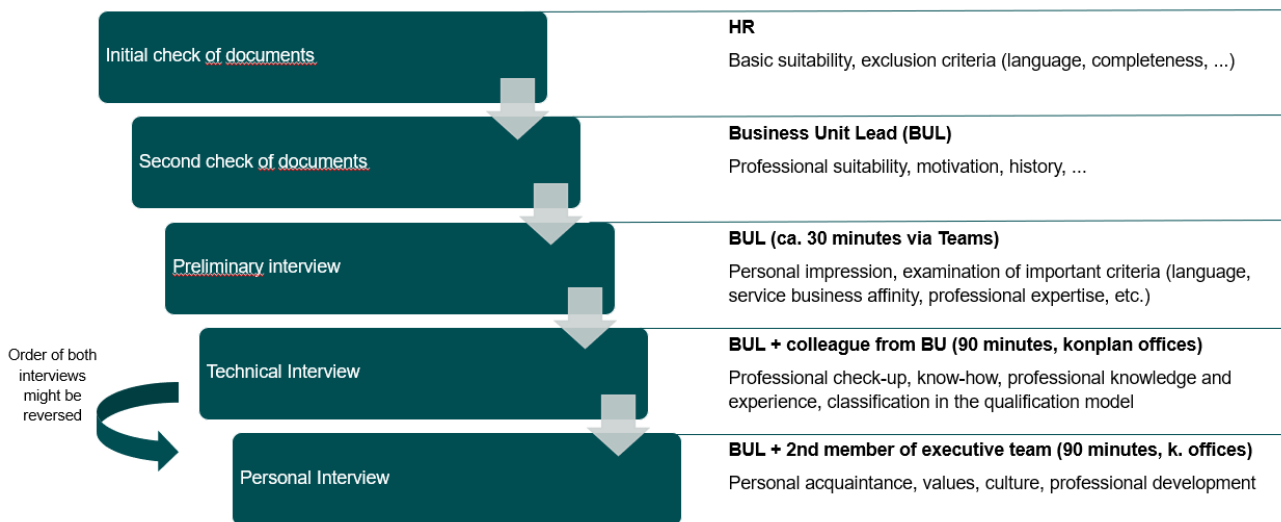 Initial check of documents
HR
Basic suitability, exclusion criteria (language, completeness, ...)
Second check of documents
Business Unit Lead (BUL)
Professional suitability, motivation, history, ...
Preliminary interview
BUL (ca. 30 minutes via Teams)
Personal impression, examination of important criteria (language,
service business affinity, professional expertise, etc.)
Order of both
interviews
might be
reversed
Technical Interview
BUL + colleague from BU (90 minutes, konplan offices)
Professional check-up, know-how, professional knowledge and
experience, classification in the qualification model
Personal Interview
BUL + 2nd member of executive team (90 minutes, k. offices)
Personal acquaintance, values, culture, professional development